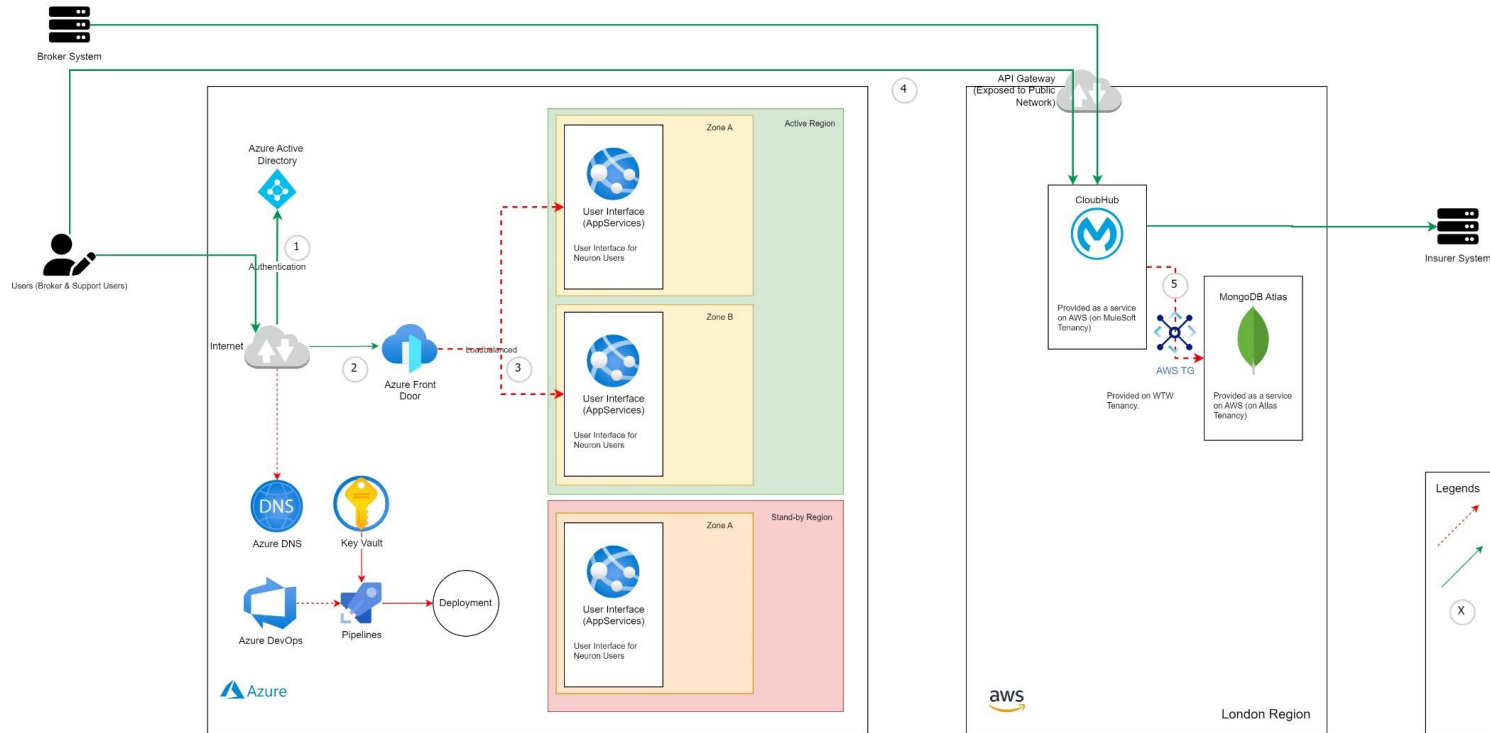 Broker System
API Gateway
(Exposed to Public
Network)
4
Active Region
Zone A
Azure Active
Directory
User Interface
(AppServices)
User Interface for
Neuron Users
CloubHub
Insurer System
1
Authentication
Users (Broker & Support Users)
Provided as a service
on AWS (on MuleSoft
Tenancy)
5
MongoDB Atlas
AWS TG
Provided on WTW
Tenancy.
Provided as a service
on AWS (on Atlas
Tenancy)
Internet
2
Azure Front
Door
Loadbalanced
3
Zone B
User Interface
(AppServices)
User Interface for
Neuron Users
DNS
Azure DNS
Key Vault
Azure DevOps
Pipelines
Deployment
Stand-by Region
Zone A
User Interface
(AppServices)
User Interface for
Neuron Users
Azure
aws
London Region
Legends
X